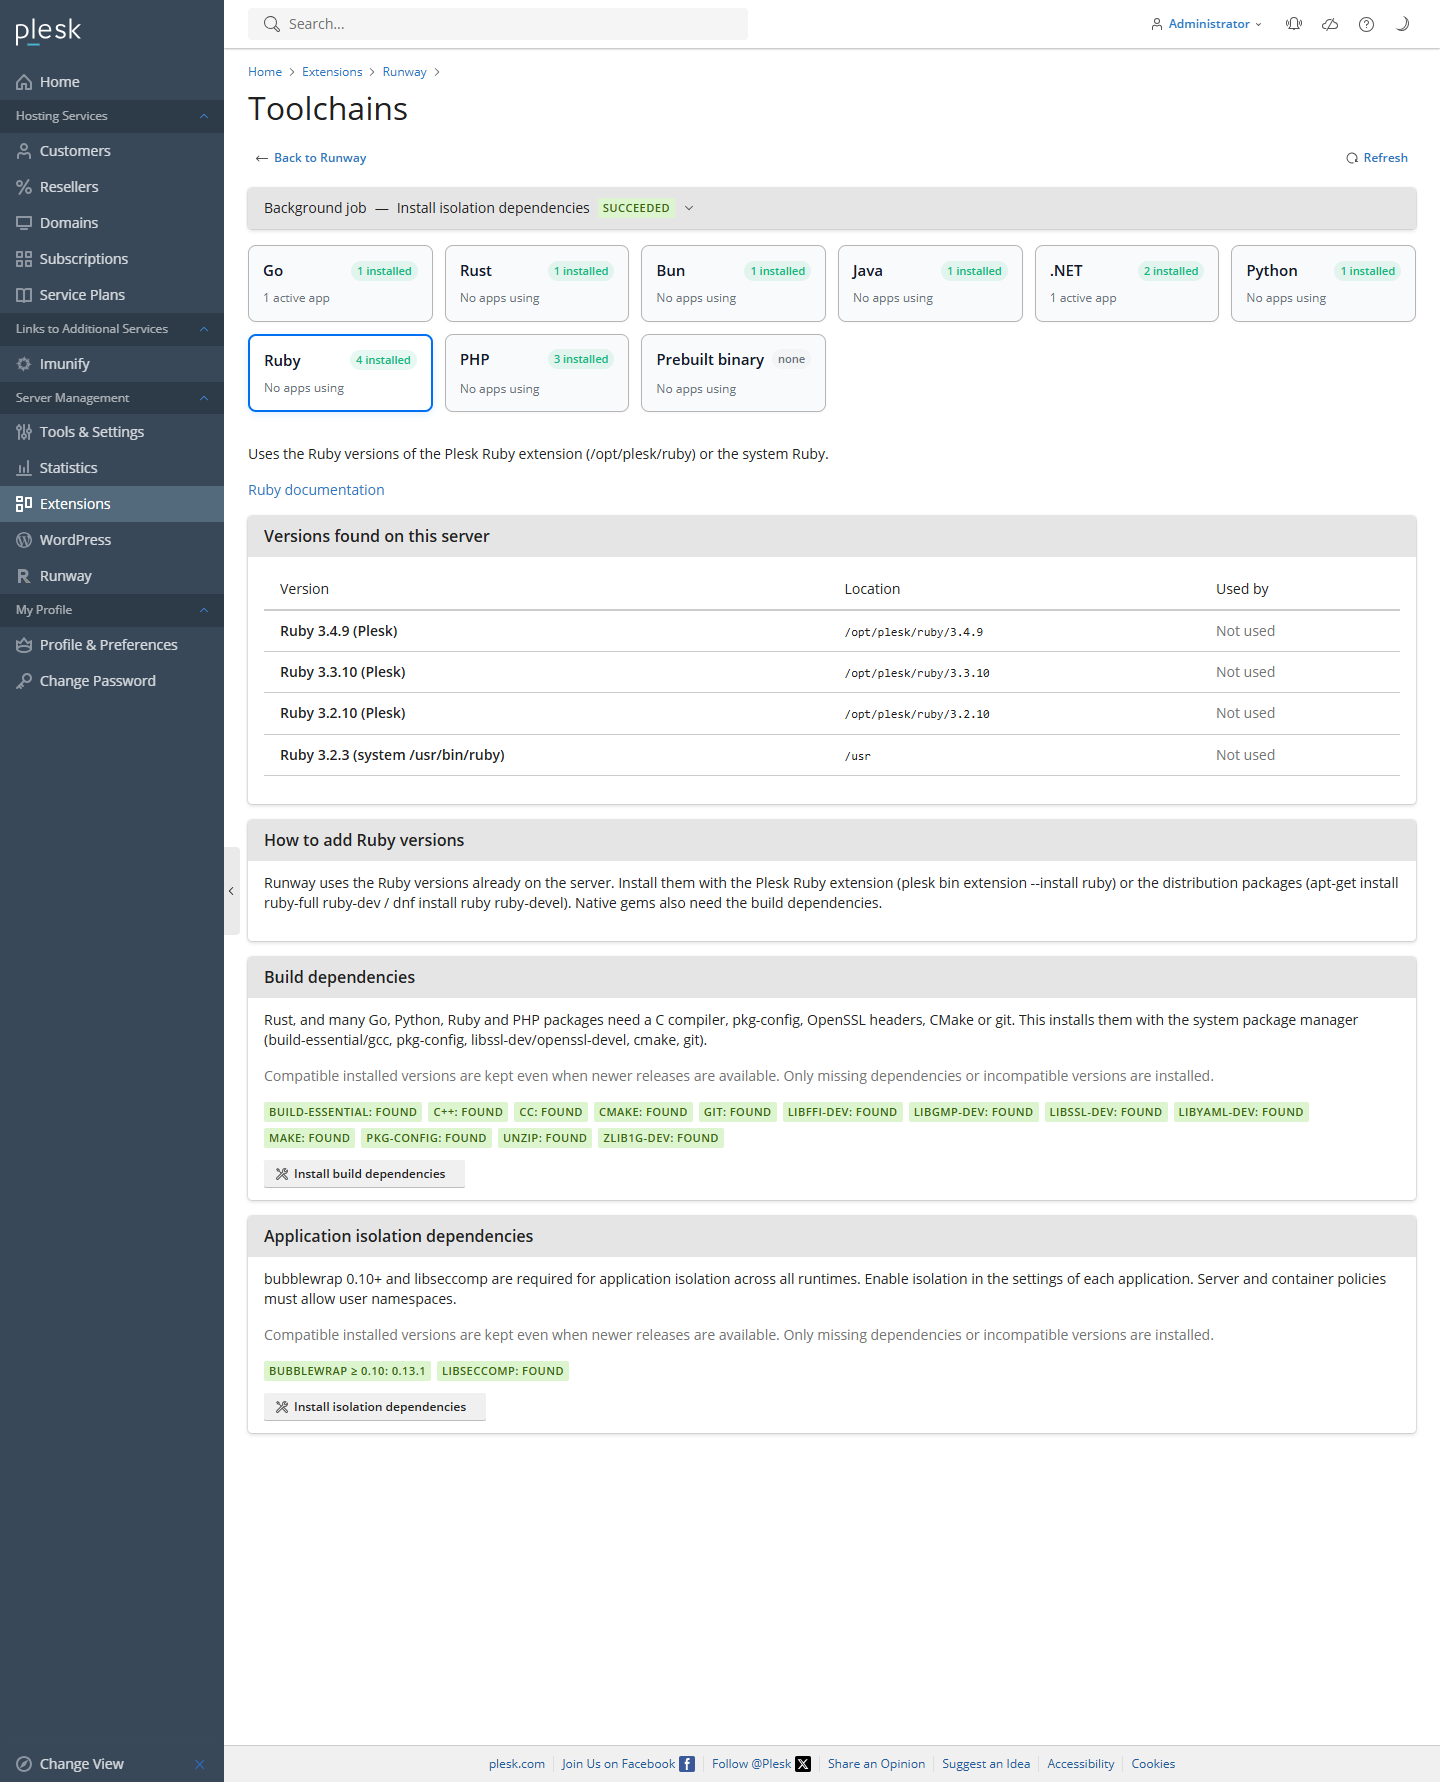 plesk
Search...
Administrator
Home
Hosting Services
Customers
Resellers
Domains
Subscriptions
Service Plans
Links to Additional Services
Imunify
Server Management
Tools & Settings
Statistics
Extensions
WordPress
Runway
My Profile
Profile & Preferences
Change Password
Change View
Home > Extensions > Runway >
Toolchains
← Back to Runway
Refresh
Background job — Install isolation dependencies SUCCEEDED
Go 1 installed
1 active app
Rust 1 installed
No apps using
Bun 1 installed
No apps using
Java 1 installed
No apps using
.NET 2 installed
1 active app
Python 1 installed
No apps using
Ruby 4 installed
No apps using
PHP 3 installed
No apps using
Prebuilt binary none
No apps using
Uses the Ruby versions of the Plesk Ruby extension (/opt/plesk/ruby) or the system Ruby.
Ruby documentation
Versions found on this server
Version Location Used by
Ruby 3.4.9 (Plesk) /opt/plesk/ruby/3.4.9 Not used
Ruby 3.3.10 (Plesk) /opt/plesk/ruby/3.3.10 Not used
Ruby 3.2.10 (Plesk) /opt/plesk/ruby/3.2.10 Not used
Ruby 3.2.3 (system /usr/bin/ruby) /usr Not used
How to add Ruby versions
Runway uses the Ruby versions already on the server. Install them with the Plesk Ruby extension (plesk bin extension --install ruby) or the distribution packages (apt-get install
ruby-full ruby-dev / dnf install ruby ruby-devel). Native gems also need the build dependencies.
Build dependencies
Rust, and many Go, Python, Ruby and PHP packages need a C compiler, pkg-config, OpenSSL headers, CMake or git. This installs them with the system package manager
(build-essential/gcc, pkg-config, libssl-dev/openssl-devel, cmake, git).
Compatible installed versions are kept even when newer releases are available. Only missing dependencies or incompatible versions are installed.
BUILD-ESSENTIAL: FOUND C++: FOUND CC: FOUND CMAKE: FOUND GIT: FOUND LIBFFI-DEV: FOUND LIBGMP-DEV: FOUND LIBSSL-DEV: FOUND LIBYAML-DEV: FOUND
MAKE: FOUND PKG-CONFIG: FOUND UNZIP: FOUND ZLIB1G-DEV: FOUND
Install build dependencies
Application isolation dependencies
bubblewrap 0.10+ and libseccomp are required for application isolation across all runtimes. Enable isolation in the settings of each application. Server and container policies
must allow user namespaces.
Compatible installed versions are kept even when newer releases are available. Only missing dependencies or incompatible versions are installed.
BUBBLEWRAP ≥ 0.10: 0.13.1 LIBSECCOMP: FOUND
Install isolation dependencies
plesk.com Join Us on Facebook Follow @Plesk Share an Opinion Suggest an Idea Accessibility Cookies